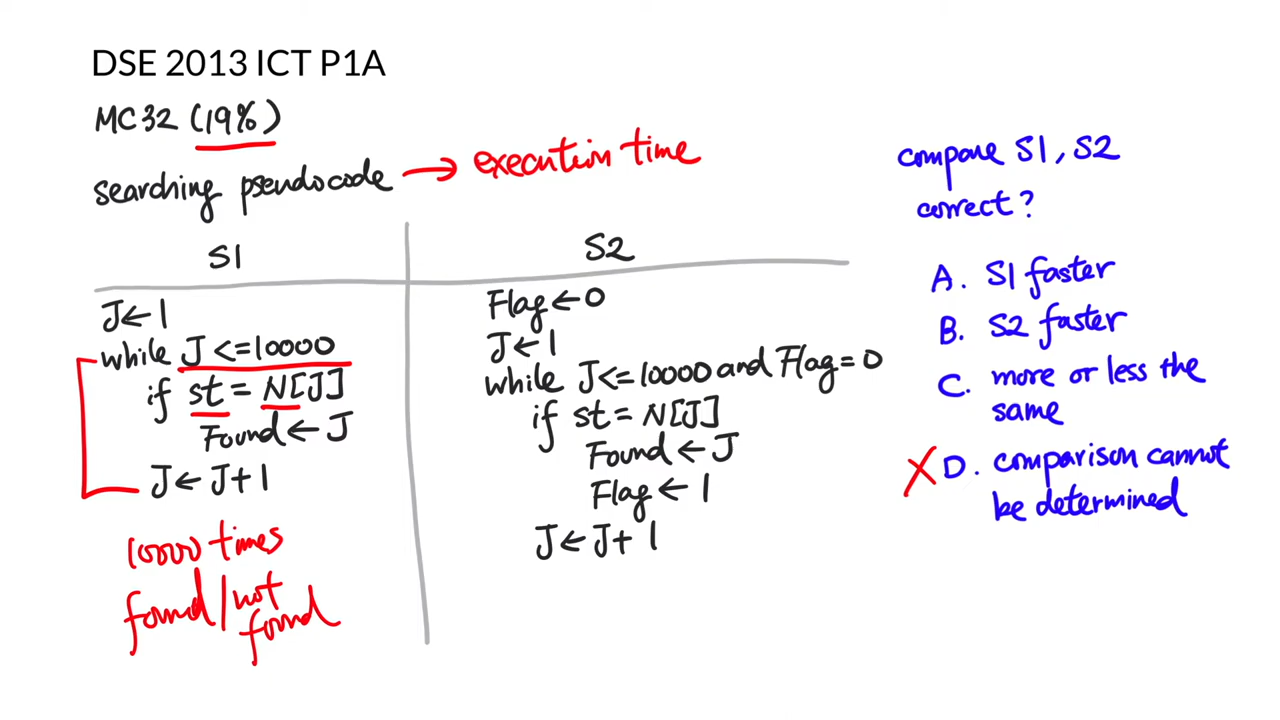 DSE 2013 ICT P1A
MC32 (19%)
searching pseudocode → execution time
S1
J←1
while J <=10000
if st = N[J]
Found ← J
J ← J+1
10000 times
found/not
found
S2
Flag ← 0
J ← 1
while J<=10000 and Flag = 0
if st = N[J]
Found ← J
Flag ← 1
J ← J+ 1
compare S1, S2
correct?
A. S1 faster
B. S2 faster
C. more or less the
same
X D. comparison cannot
be determined